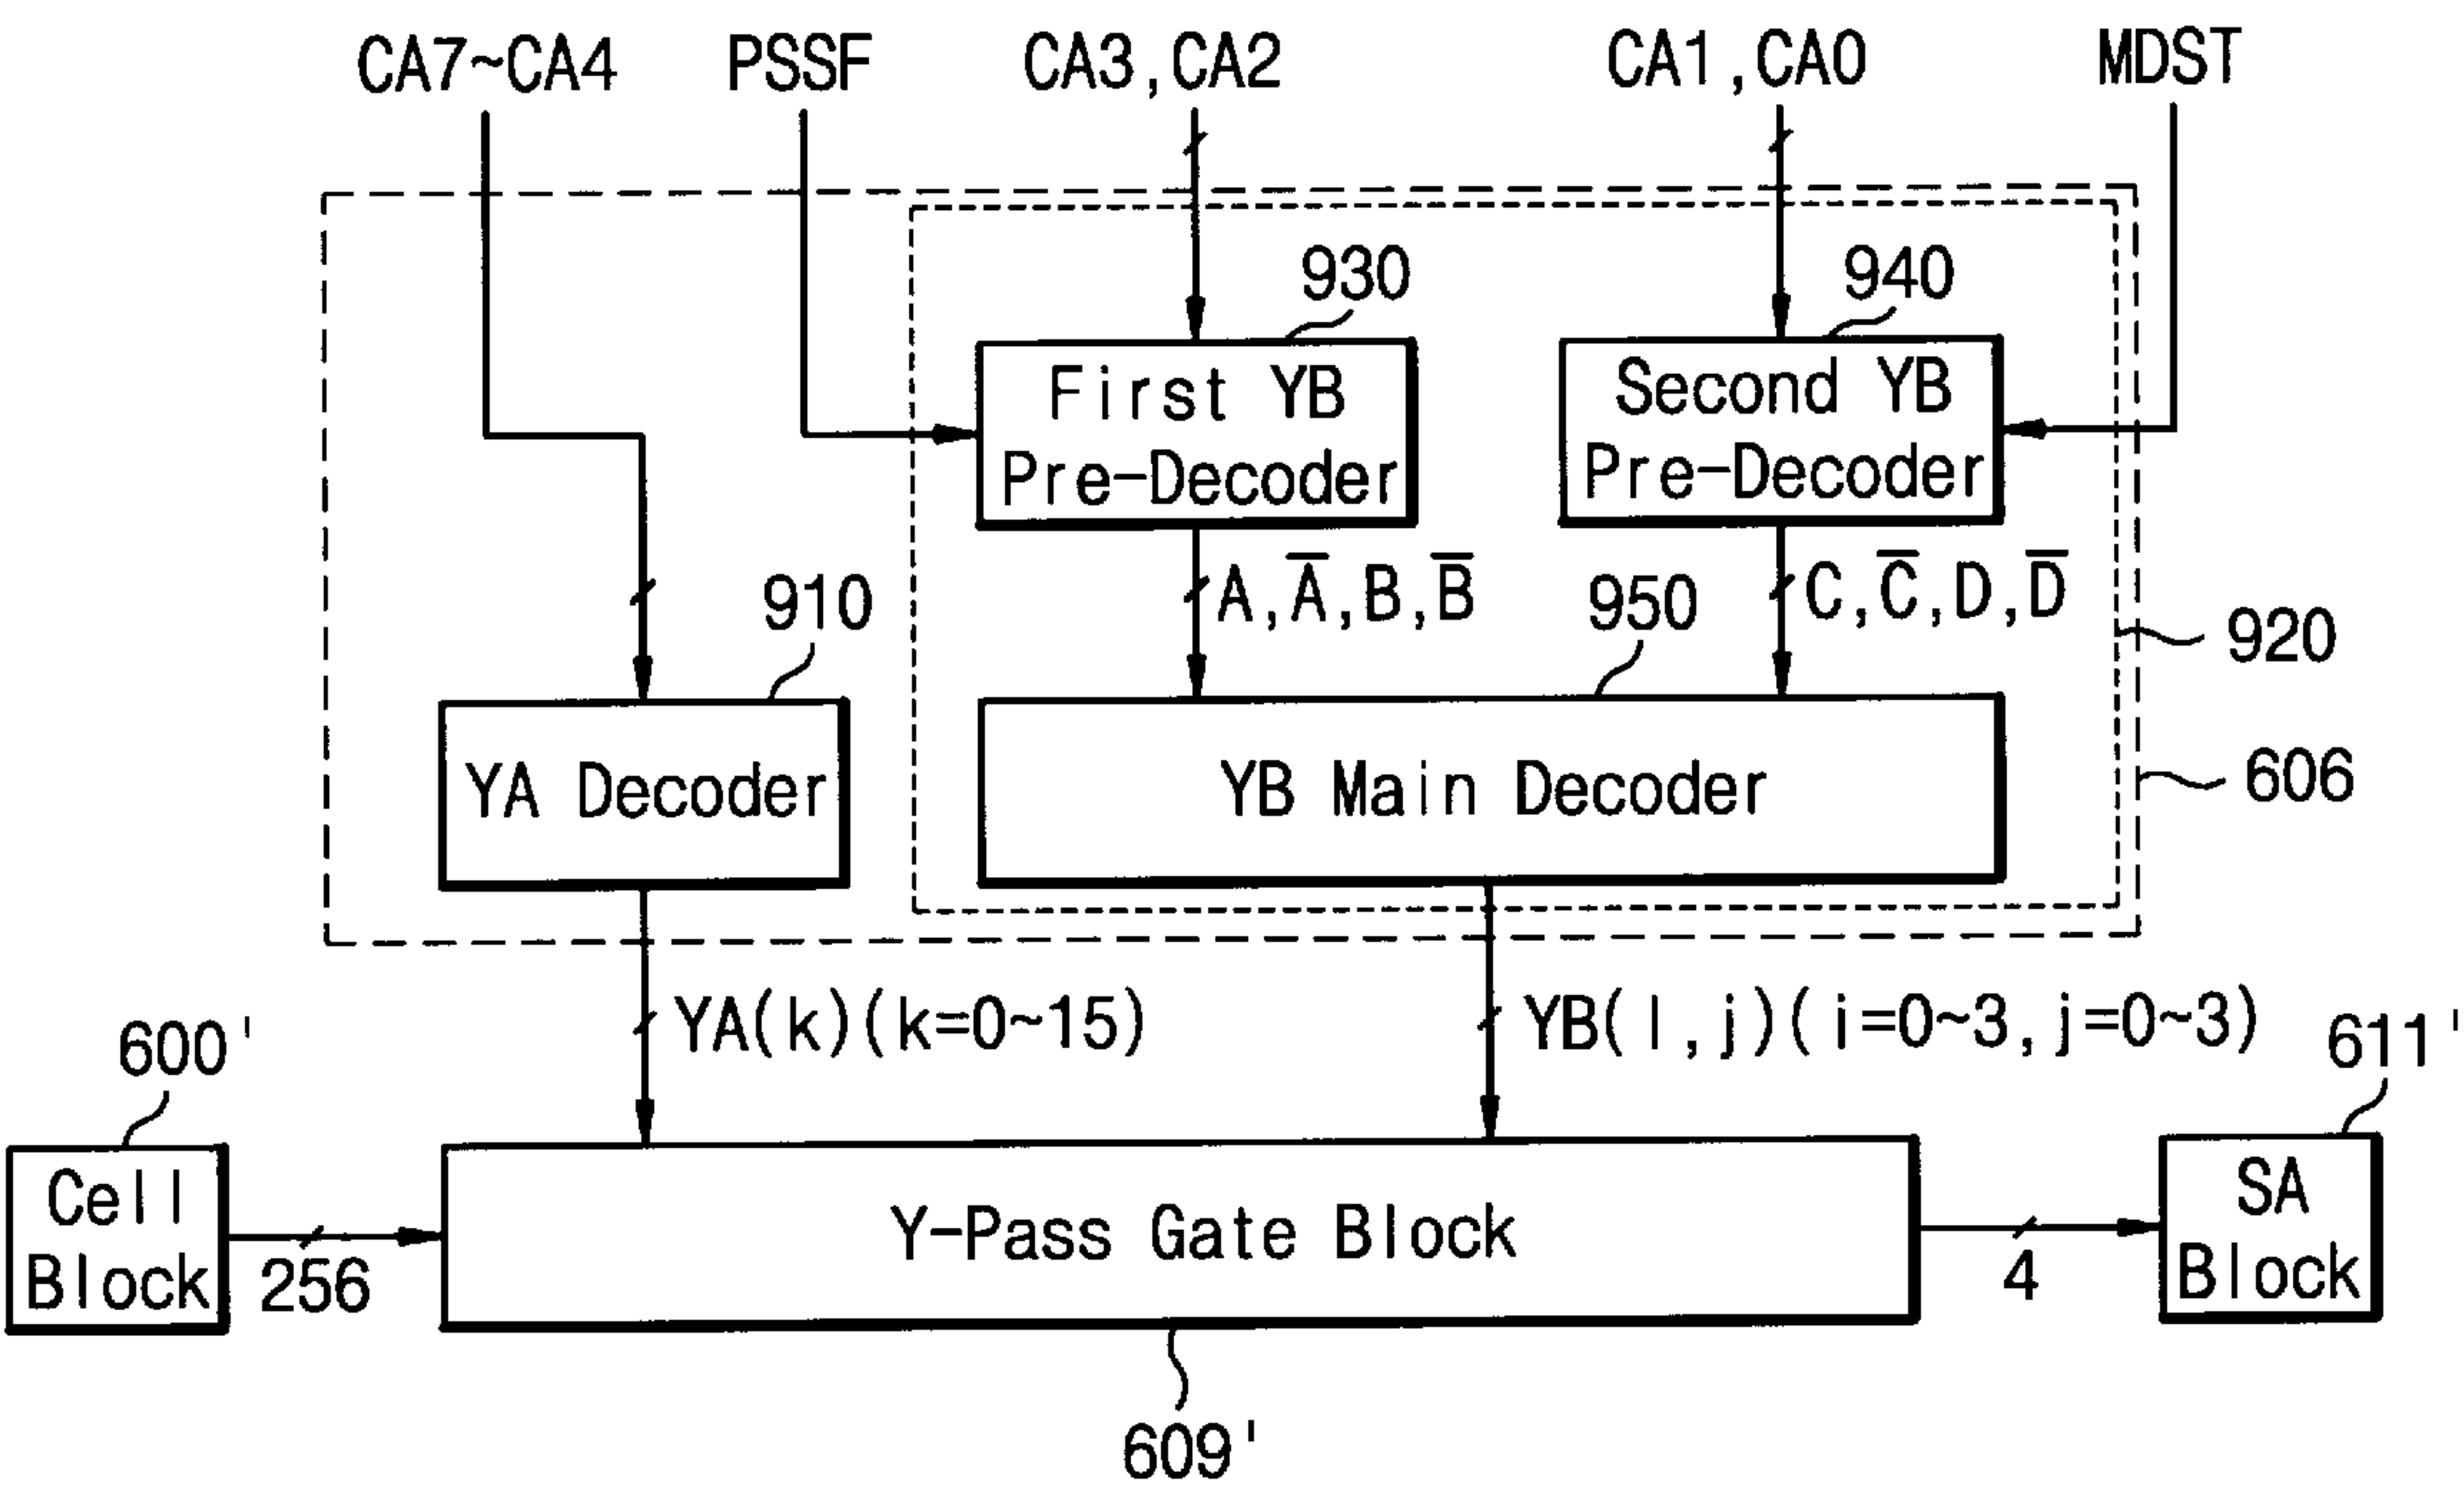 CA7~CA4 PSSF CA3,CA2 CA1,CA0 MDST
930 940
First YB
Pre-Decoder
Second YB
Pre-Decoder
A,A̅,B,B̅
C,C̅,D,D̅
910 950 920
YA Decoder
YB Main Decoder
606
YA(k)(k=0~15)
YB(l,j)(i=0~3,j=0~3)
600' 611'
Cell
Block
256
Y-Pass Gate Block
4
SA
Block
609'